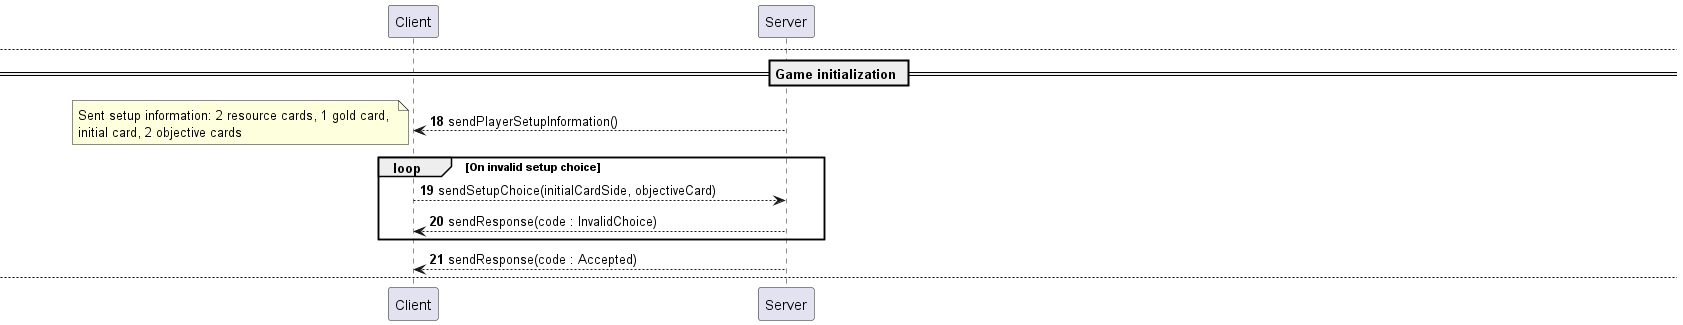 Client
Server
Game initialization
Sent setup information: 2 resource cards, 1 gold card,
initial card, 2 objective cards
18 sendPlayerSetupInformation()
loop [On invalid setup choice]
19 sendSetupChoice(initialCardSide, objectiveCard)
20 sendResponse(code : InvalidChoice)
21 sendResponse(code : Accepted)
Client
Server